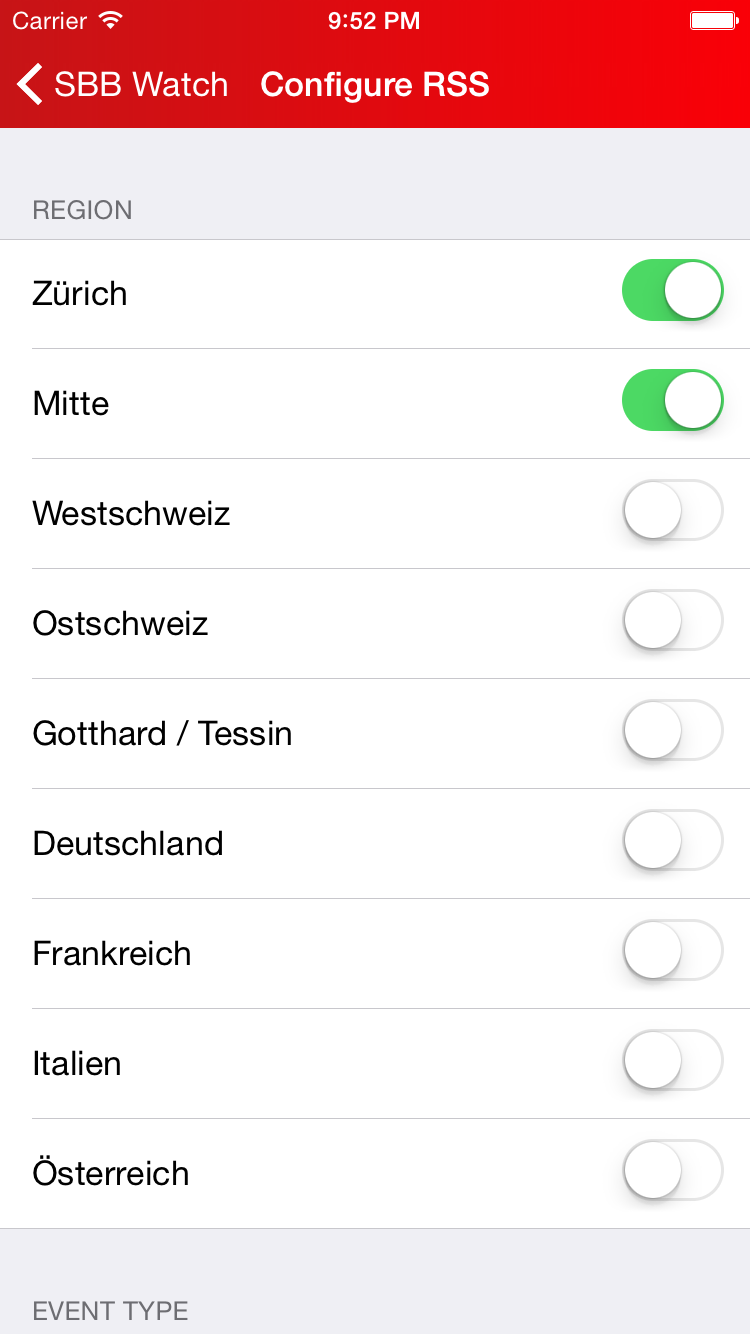 Carrier 9:52 PM
SBB Watch Configure RSS
REGION
Zürich
Mitte
Westschweiz
Ostschweiz
Gotthard / Tessin
Deutschland
Frankreich
Italien
Österreich
EVENT TYPE